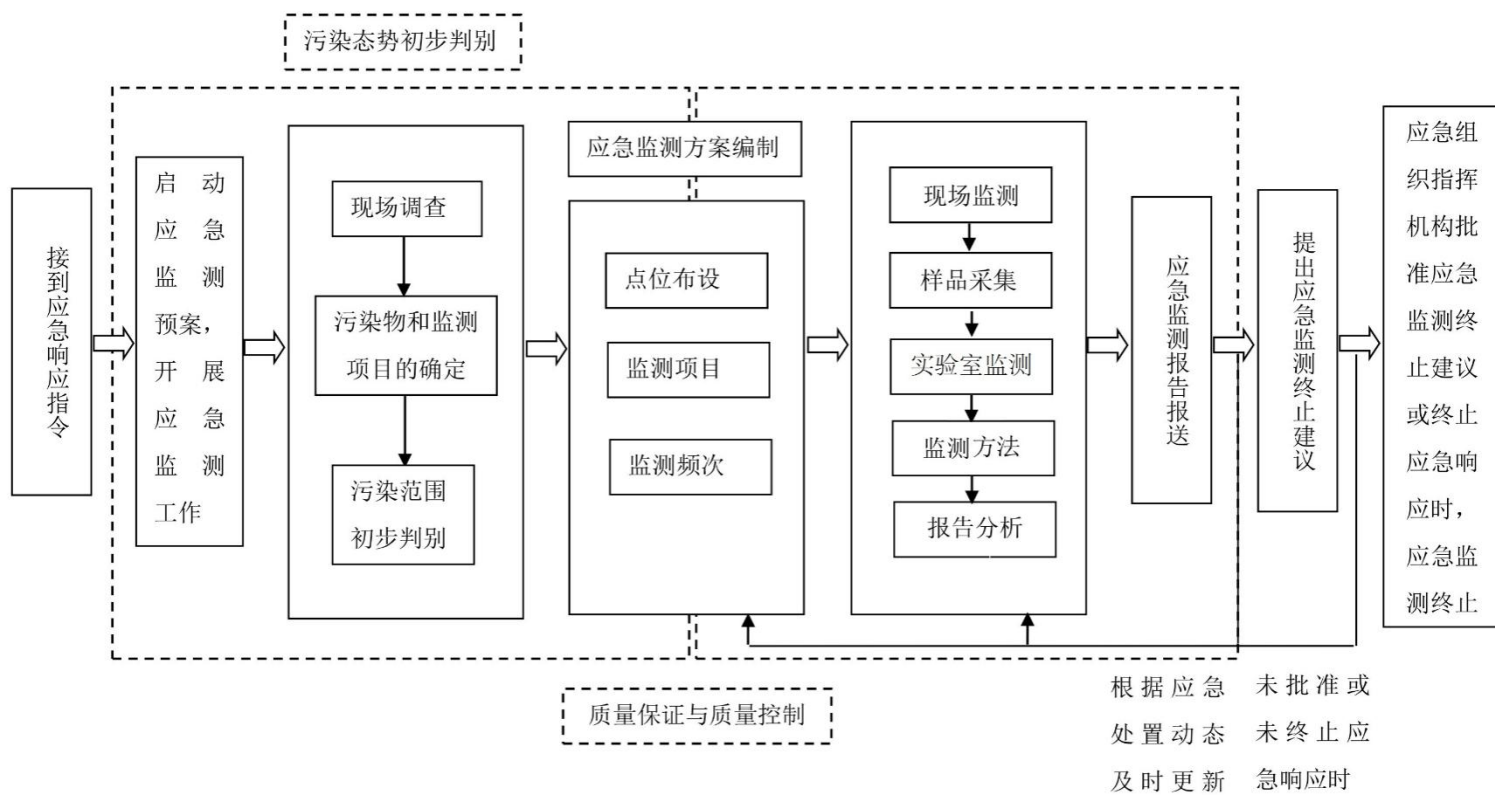 污染态势初步判别
接到应急响应指令
启动
应急
监测
预案，
开展
应急
监测
工作
现场调查
污染物和监测
项目的确定
污染范围
初步判别
应急监测方案编制
点位布设
监测项目
监测频次
现场监测
样品采集
实验室监测
监测方法
报告分析
应急监测报告报送
提出应急监测终止建议
应急组
织指挥
机构批
准应急
监测终
止建议
或终止
应急响
应时，
应急监
测终止
质量保证与质量控制
根据应急
处置动态
及时更新
未批准或
未终止应
急响应时